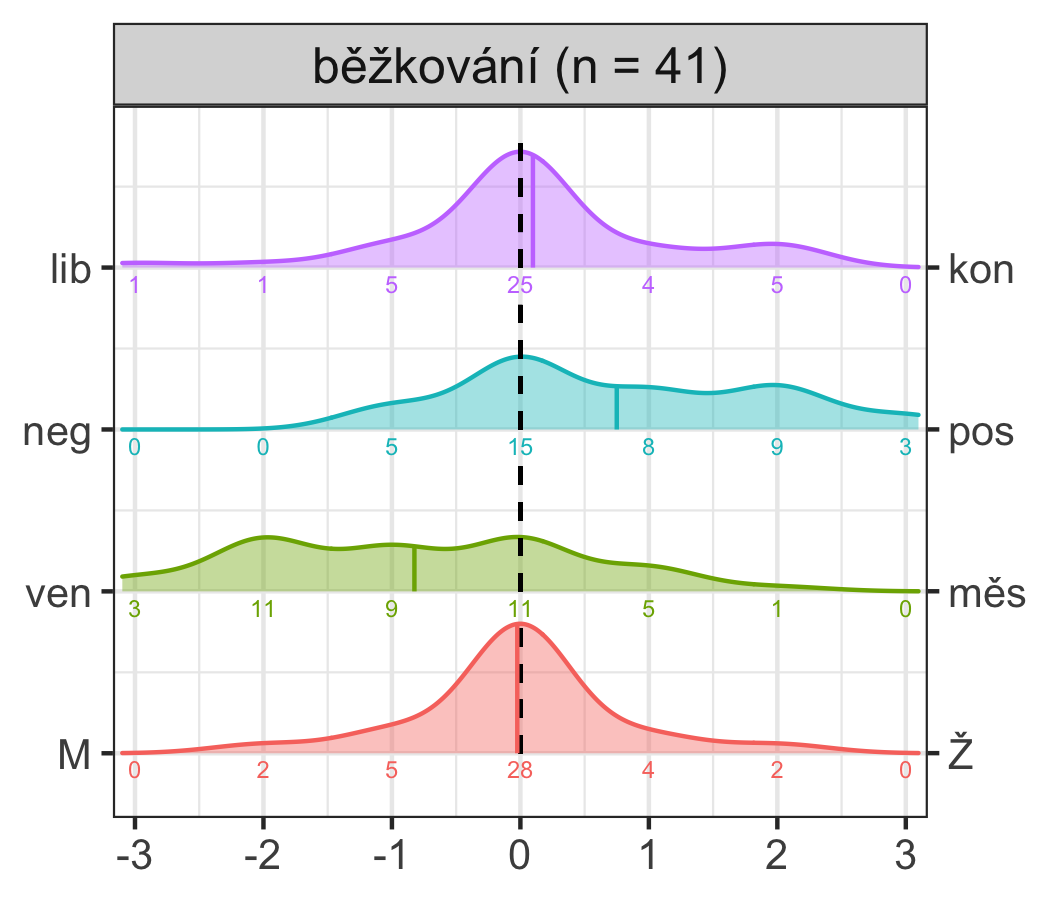 běžkování (n = 41)
lib kon
1 1 5 25 4 5 0
neg pos
0 0 5 15 8 9 3
ven měs
3 11 9 11 5 1 0
M Ž
0 2 5 28 4 2 0
-3 -2 -1 0 1 2 3